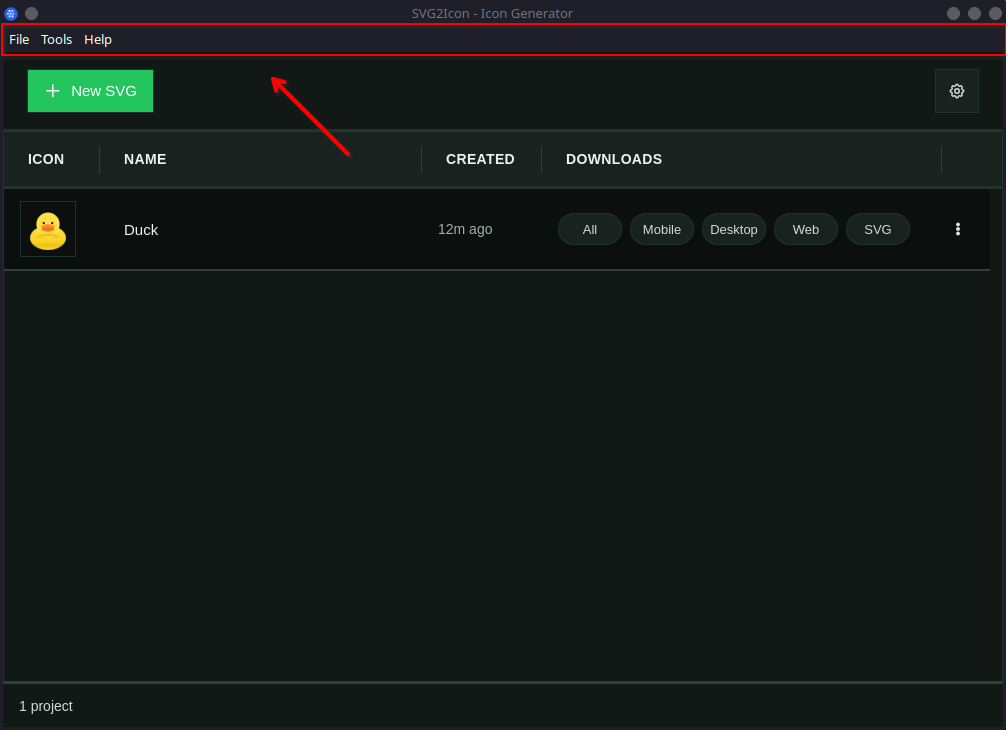 SVG2Icon - Icon Generator
File Tools Help
New SVG
ICON NAME CREATED DOWNLOADS
Duck 12m ago All Mobile Desktop Web SVG
1 project